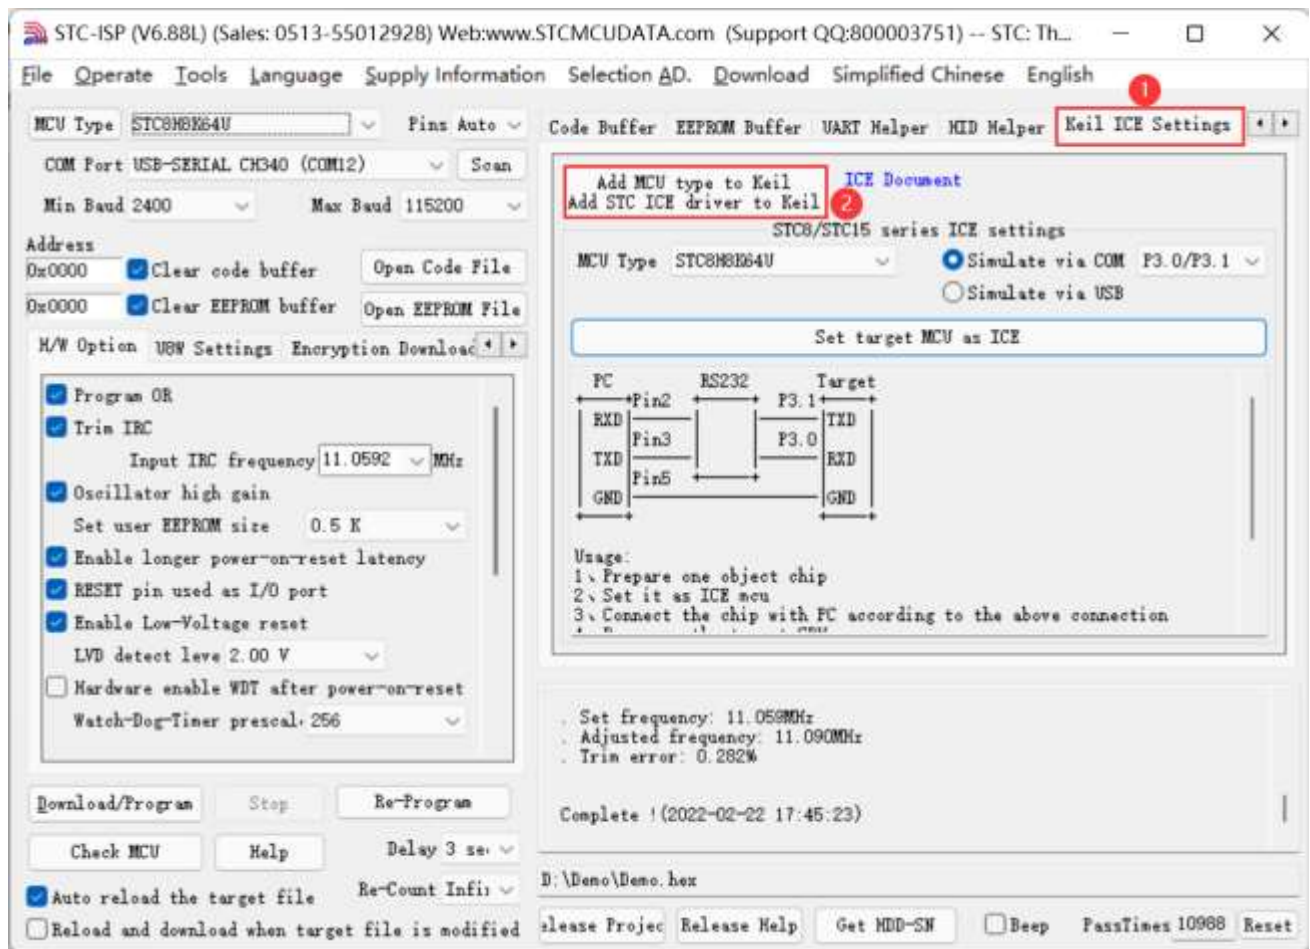 STC-ISP (V6.88L) (Sales: 0513-55012928) Web:www.STCMCUDATA.com (Support QQ:800003751) -- STC: Th...
File Operate Tools Language Supply Information Selection AD. Download Simplified Chinese English
1
MCU Type STC8H8K64U Pins Auto
COM Port USB-SERIAL CH340 (COM12) Scan
Min Baud 2400 Max Baud 115200
Address
0x0000 Clear code buffer Open Code File
0x0000 Clear EEPROM buffer Open EEPROM File
H/W Option U8W Settings Encryption Download
Program OR
Trim IRC
Input IRC frequency 11.0592 MHz
Oscillator high gain
Set user EEPROM size 0.5 K
Enable longer power-on-reset latency
RESET pin used as I/O port
Enable Low-Voltage reset
LVD detect leve 2.00 V
Hardware enable WDT after power-on-reset
Watch-Dog-Timer prescal 256
Download/Program Stop Re-Program
Check MCU Help Delay 3 se
Auto reload the target file Re-Count Infi
Reload and download when target file is modified
Code Buffer EEPROM Buffer UART Helper HID Helper Keil ICE Settings
Add MCU type to Keil
Add STC ICE driver to Keil
2
ICE Document
STC8/STC15 series ICE settings
MCU Type STC8H8K64U Simulate via COM P3.0/P3.1
Simulate via USB
Set target MCU as ICE
PC RS232 Target
Pin2 P3.1
RXD TXD
Pin3 P3.0
TXD RXD
Pin5
GND GND
Usage:
1、Prepare one object chip
2、Set it as ICE mcu
3、Connect the chip with PC according to the above connection
. Set frequency: 11.059MHz
. Adjusted frequency: 11.090MHz
. Trim error: 0.282%
Complete !(2022-02-22 17:45:23)
D:\Demo\Demo.hex
elease Projec Release Help Get HDD-SN Beep PassTimes 10988 Reset